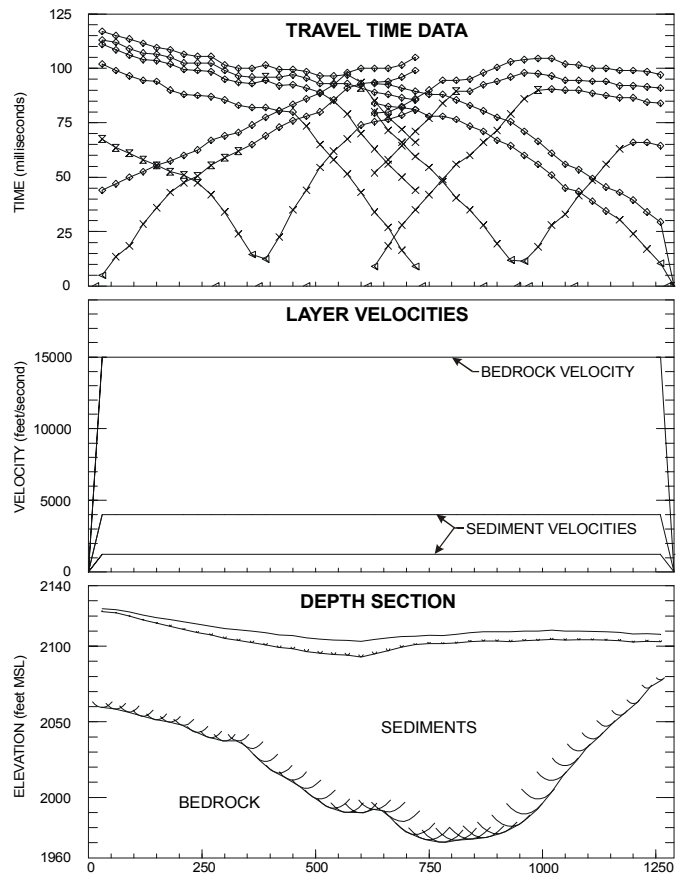 TRAVEL TIME DATA
125
100
75
50
25
0
TIME (milliseconds)
LAYER VELOCITIES
15000
10000
5000
0
VELOCITY (feet/second)
BEDROCK VELOCITY
SEDIMENT VELOCITIES
DEPTH SECTION
2140
2100
2050
2000
1960
ELEVATION (feet MSL)
SEDIMENTS
BEDROCK
0 250 500 750 1000 1250